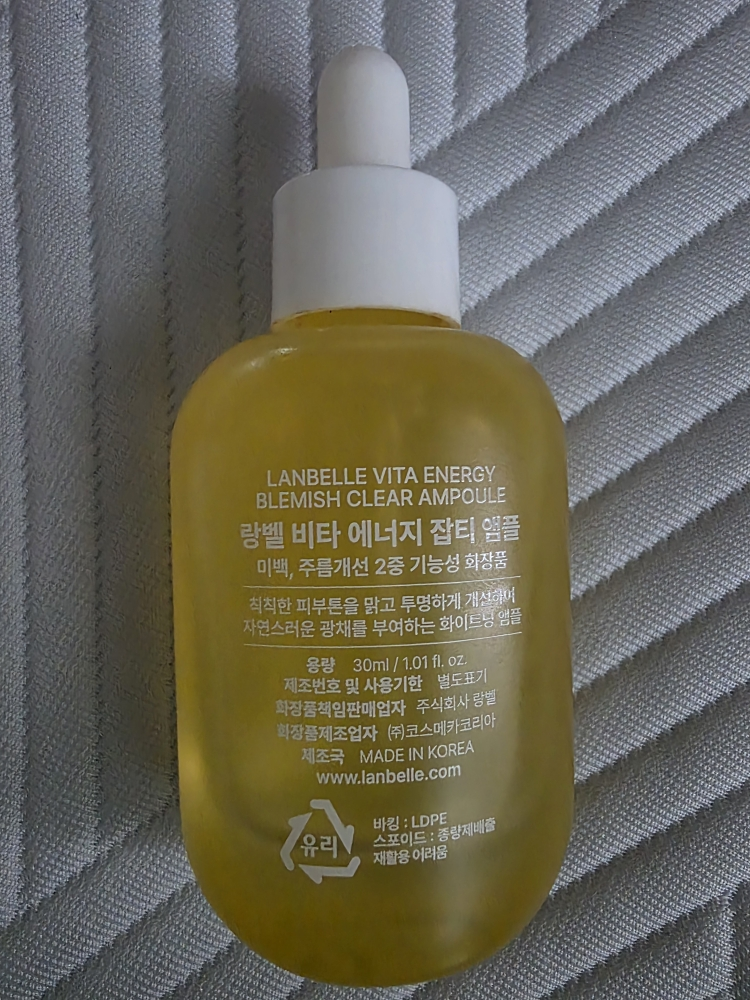 LANBELLE VITA ENERGY
BLEMISH CLEAR AMPOULE
랑벨 비타 에너지 잡티 앰플
미백, 주름개선 2중 기능성 화장품
칙칙한 피부톤을 맑고 투명하게 개선하며
자연스러운 광채를 부여하는 화이트닝 앰플
용량 30ml / 1.01 fl. oz.
제조번호 및 사용기한 별도표기
화장품책임판매업자 주식회사 랑벨
화장품제조업자 (주)코스메카코리아
제조국 MADE IN KOREA
www.lanbelle.com
유리
바킹 : LDPE
스포이드 : 종량제배출
재활용 어려움